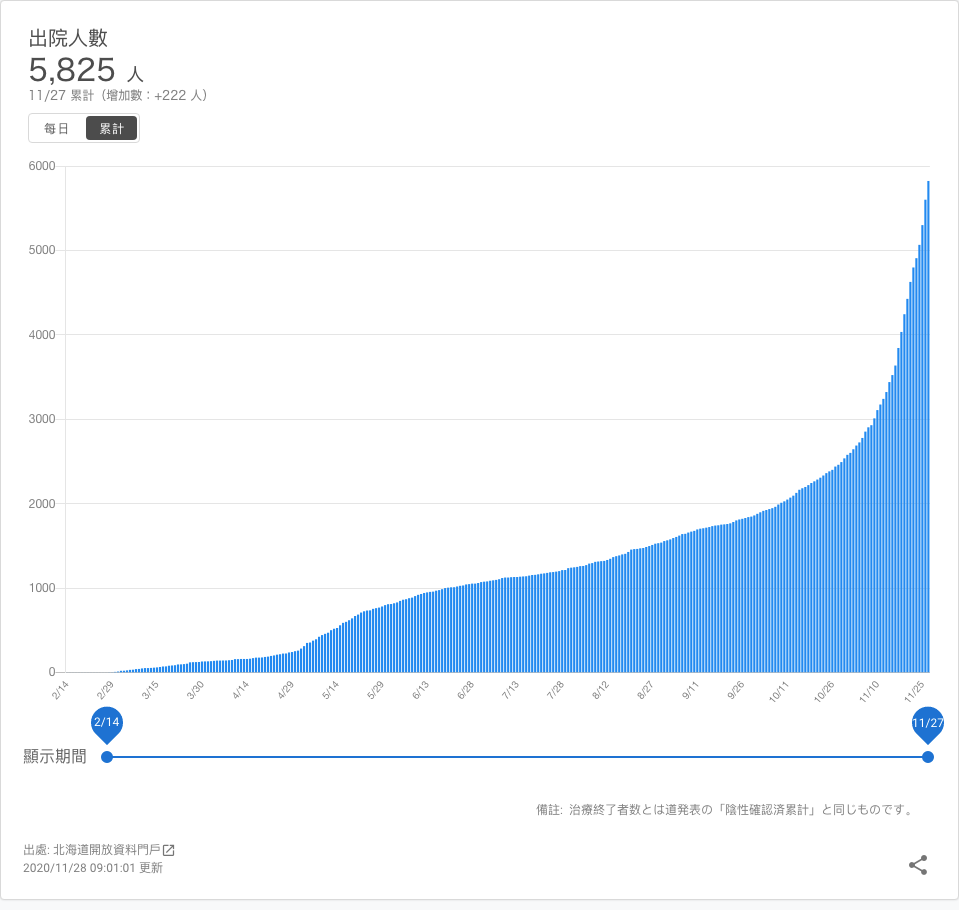 出院人數
5,825 人
11/27 累計（增加數：+222 人）
每日 累計
6000
5000
4000
3000
2000
1000
0
2/14 2/29 3/15 3/30 4/14 4/29 5/14 5/29 6/13 6/28 7/13 7/28 8/12 8/27 9/11 9/26 10/11 10/26 11/10 11/25
2/14 11/27
顯示期間
備註: 治療終了者数とは道発表の「陰性確認済累計」と同じものです。
出處: 北海道開放資料門戶
2020/11/28 09:01:01 更新